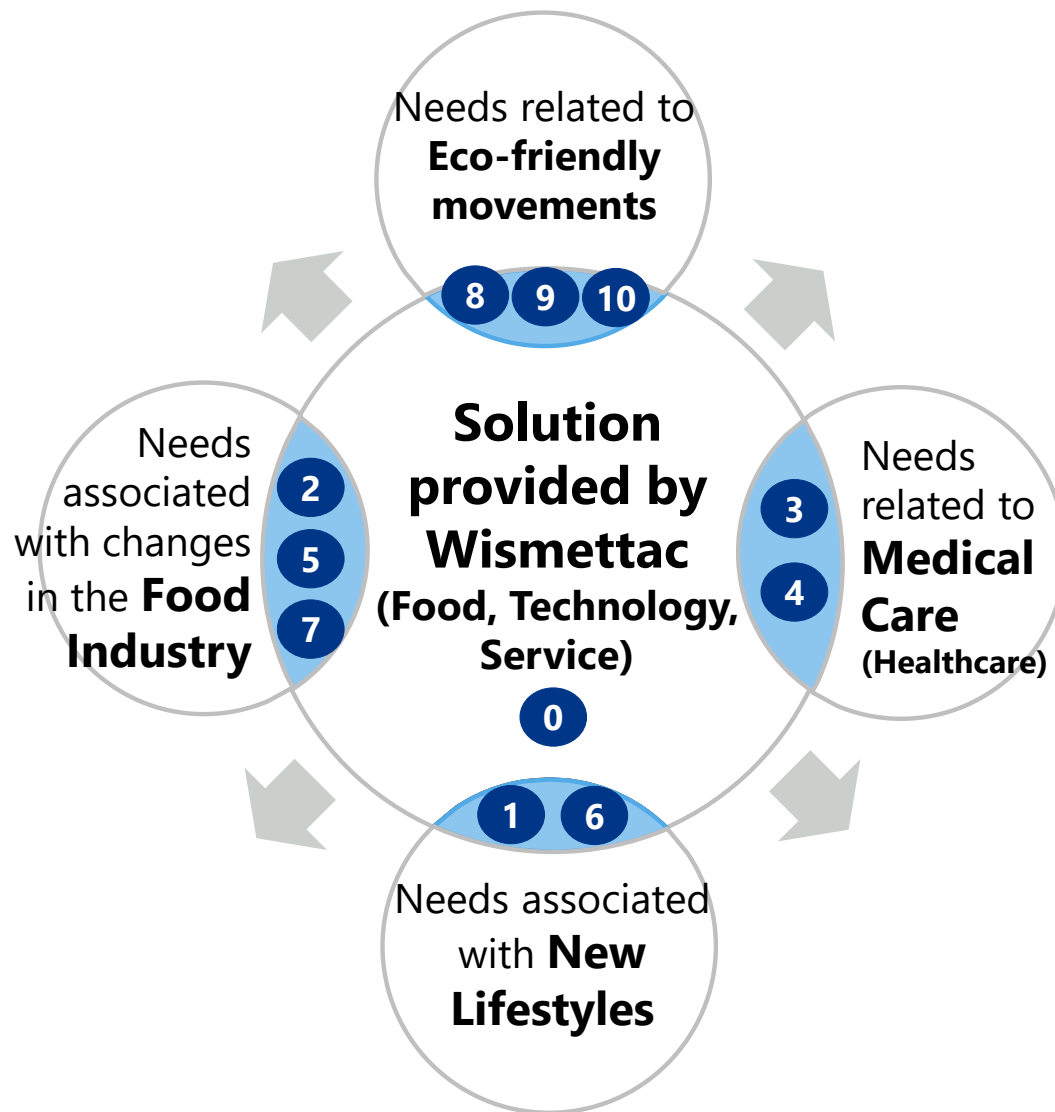 Needs related to
Eco-friendly
movements
8 9 10
Needs
associated
with changes
in the Food
Industry
2
5
7
Solution
provided by
Wismettac
(Food, Technology,
Service)
0
3
4
Needs
related to
Medical
Care
(Healthcare)
1 6
Needs associated
with New
Lifestyles